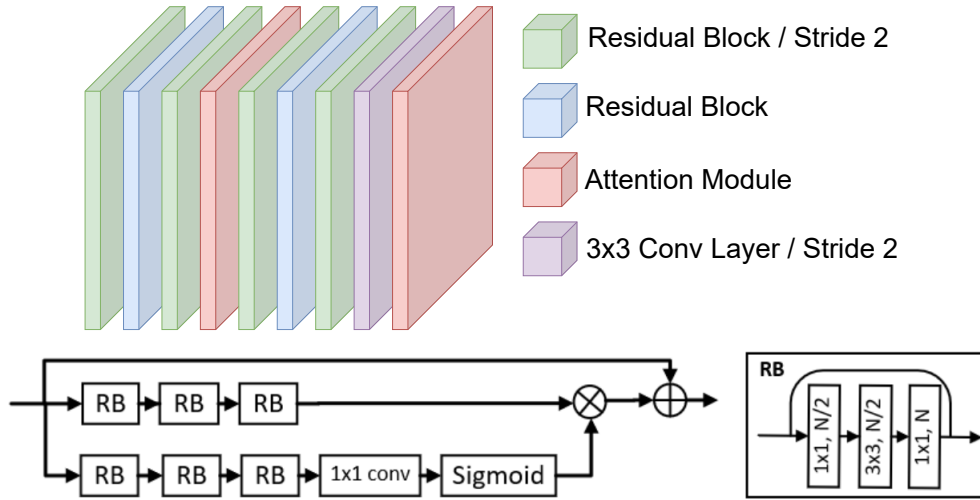 Residual Block / Stride 2
Residual Block
Attention Module
3x3 Conv Layer / Stride 2
RB RB RB
RB RB RB 1x1 conv Sigmoid
RB
1x1, N/2
3x3, N/2
1x1, N